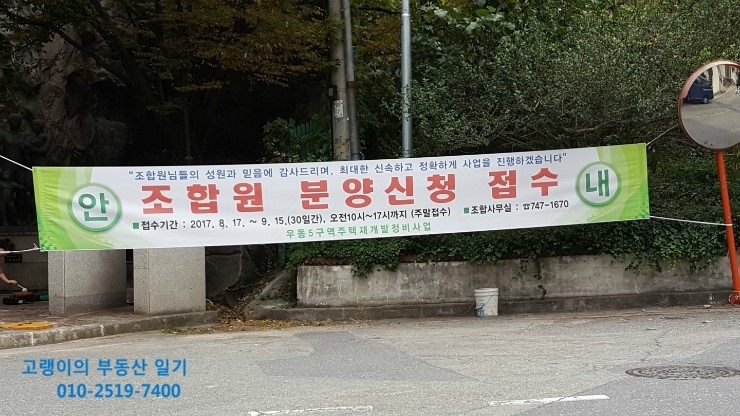 “조합원님들의 성원과 믿음에 감사드리며, 최대한 신속하고 정확하게 사업을 진행하겠습니다”
안 조합원 분양신청 접수 내
■접수기간 : 2017. 8. 17. ~ 9. 15.(30일간), 오전10시~17시까지 (주말접수) ■조합사무실 : ☎747-1670
우동5구역주택재개발정비사업
고랭이의 부동산 일기
010-2519-7400